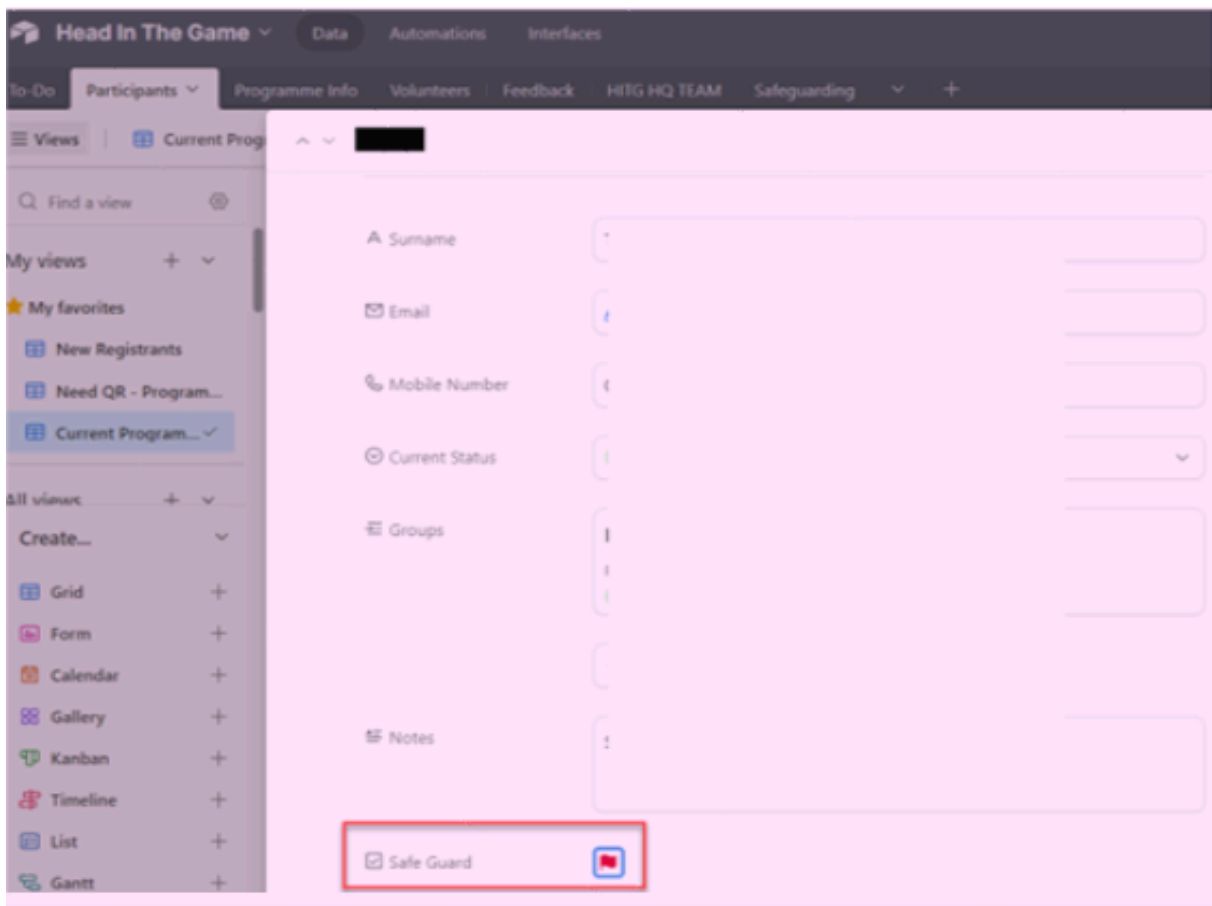 Head In The Game Data Automations Interfaces
To-Do Participants Programme Info Volunteers Feedback HITG HQ TEAM Safeguarding
Views Current Prog
Find a view
My views
My favorites
New Registrants
Need QR - Program...
Current Program...
All views
Create...
Grid
Form
Calendar
Gallery
Kanban
Timeline
List
Gantt
Surname
Email
Mobile Number
Current Status
Groups
Notes
Safe Guard